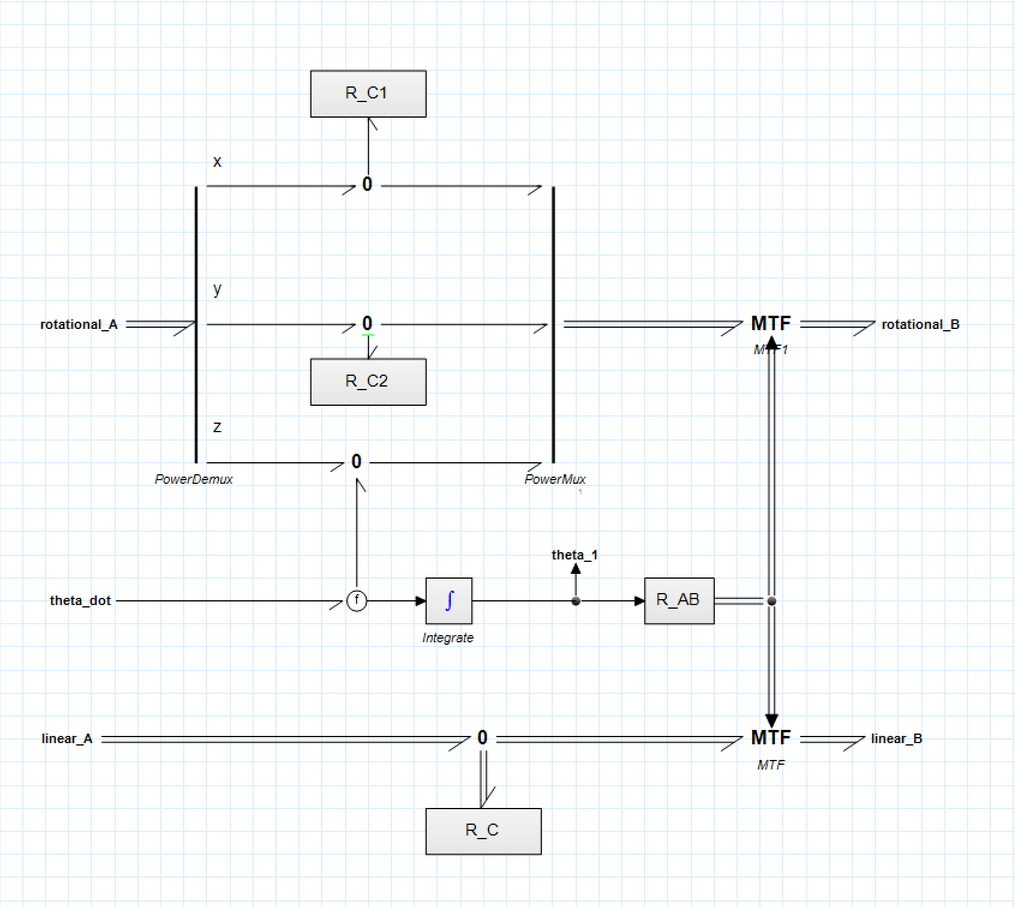 R_C1
x
0
y
rotational_A
0
MTF
rotational_B
MTF1
R_C2
z
0
PowerDemux
PowerMux
1
theta_1
theta_dot
f
∫
R_AB
Integrate
linear_A
0
MTF
linear_B
MTF
R_C